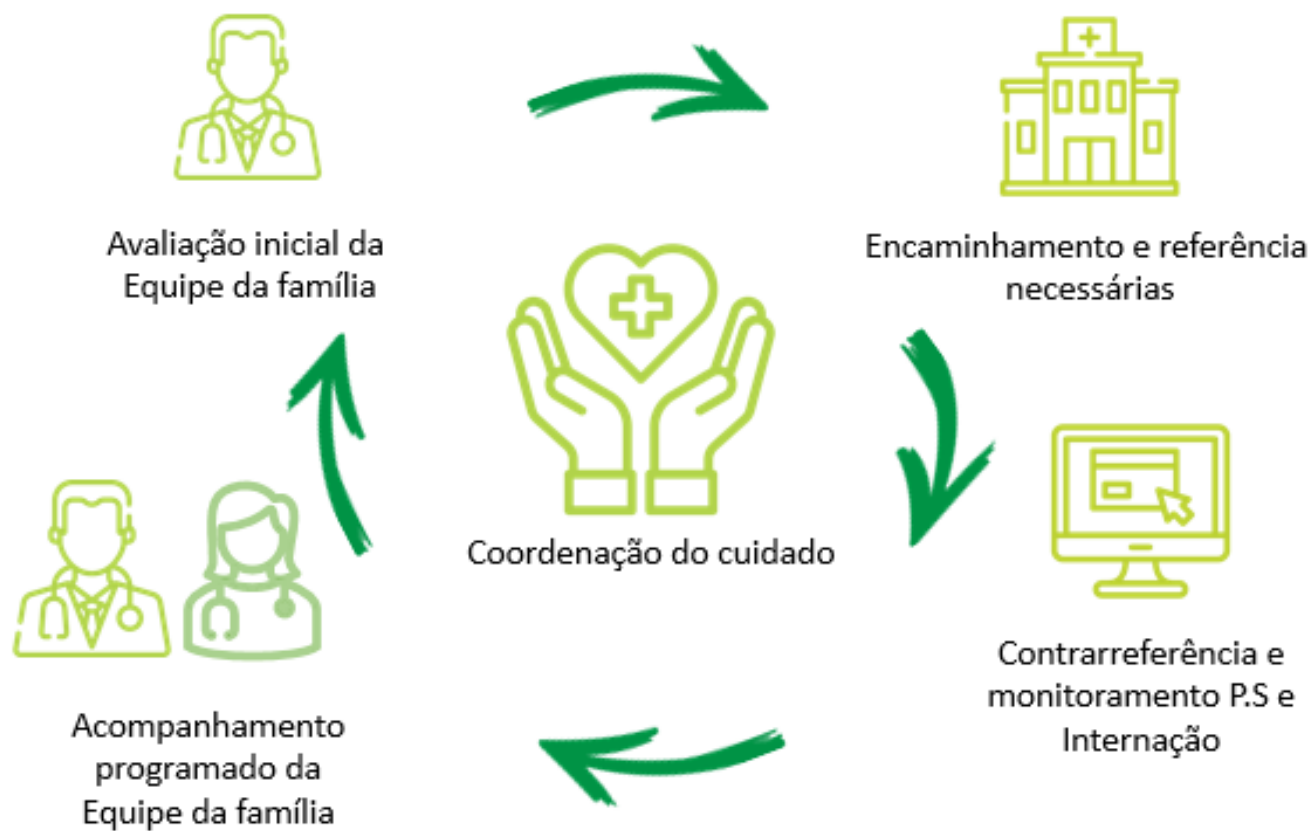 Avaliação inicial da
Equipe da família
Encaminhamento e referência
necessárias
Coordenação do cuidado
Contrarreferência e
monitoramento P.S e
Internação
Acompanhamento
programado da
Equipe da família